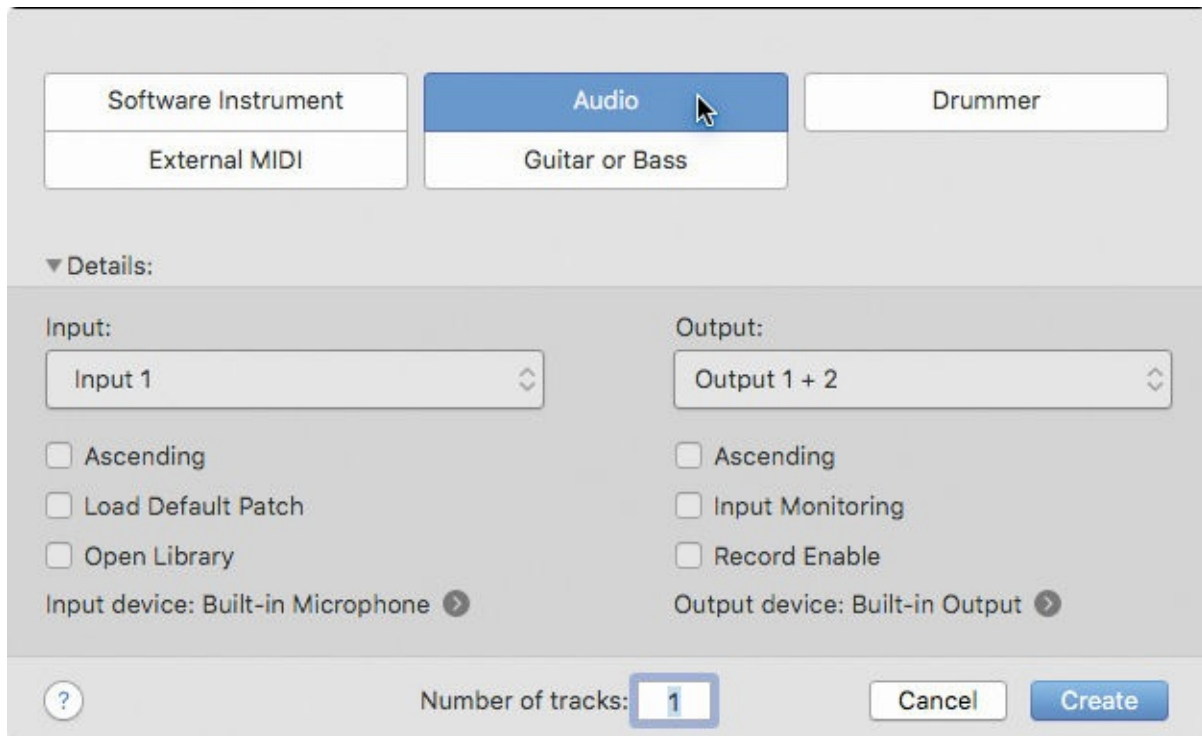 Software Instrument
Audio
Drummer
External MIDI
Guitar or Bass
Details:
Input:
Output:
Input 1
Output 1 + 2
Ascending
Ascending
Load Default Patch
Input Monitoring
Open Library
Record Enable
Input device: Built-in Microphone
Output device: Built-in Output
?
Number of tracks: 1
Cancel
Create